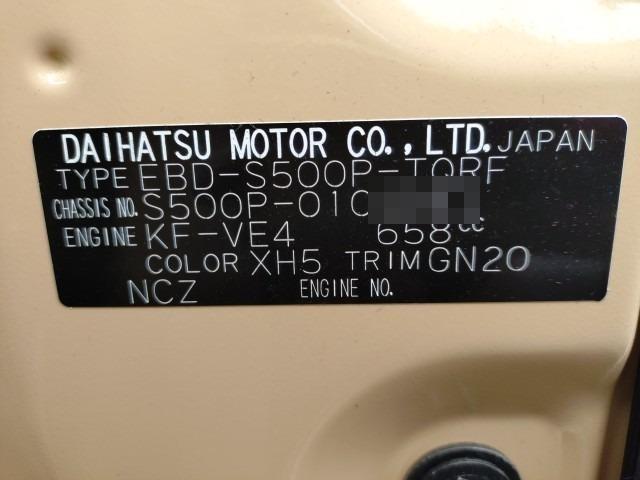 DAIHATSU MOTOR CO., LTD. JAPAN
TYPE EBD-S500P-TQRF
CHASSIS NO. S500P-010
ENGINE KF-VE4 658cc
COLOR XH5 TRIM GN20
NCZ ENGINE NO.